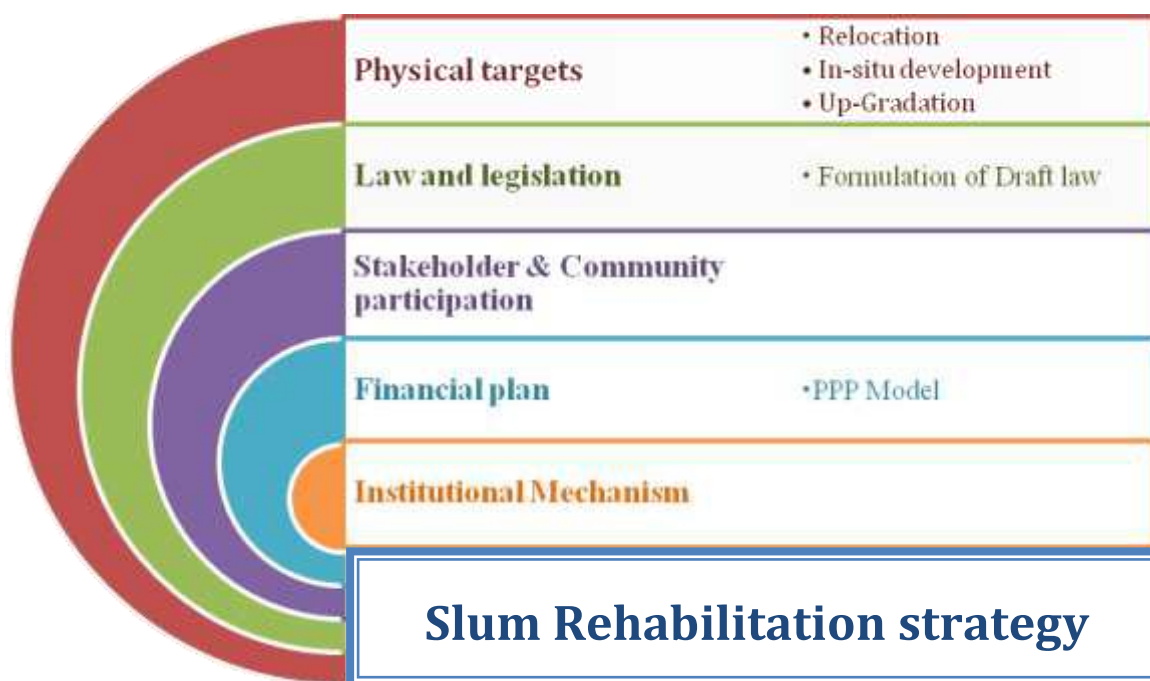 Physical targets
• Relocation
• In-situ development
• Up-Gradation
Law and legislation
• Formulation of Draft law
Stakeholder & Community
participation
Financial plan
•PPP Model
Institutional Mechanism
Slum Rehabilitation strategy